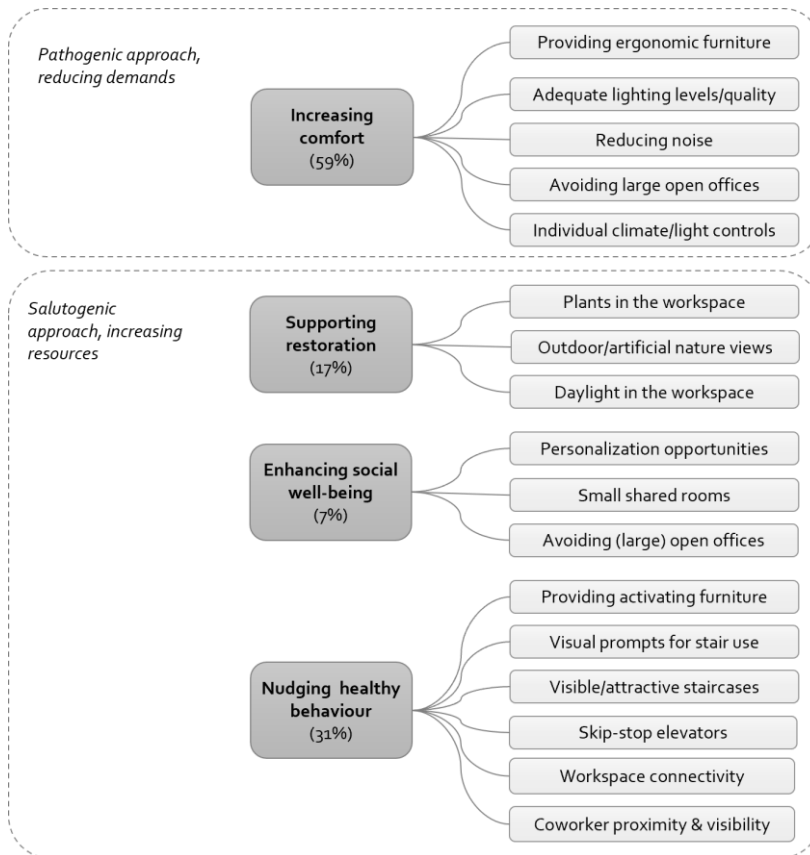 Pathogenic approach,
reducing demands
Increasing
comfort
(59%)
Providing ergonomic furniture
Adequate lighting levels/quality
Reducing noise
Avoiding large open offices
Individual climate/light controls
Salutogenic
approach, increasing
resources
Supporting
restoration
(17%)
Plants in the workspace
Outdoor/artificial nature views
Daylight in the workspace
Enhancing social
well-being
(7%)
Personalization opportunities
Small shared rooms
Avoiding (large) open offices
Nudging healthy
behaviour
(31%)
Providing activating furniture
Visual prompts for stair use
Visible/attractive staircases
Skip-stop elevators
Workspace connectivity
Coworker proximity & visibility